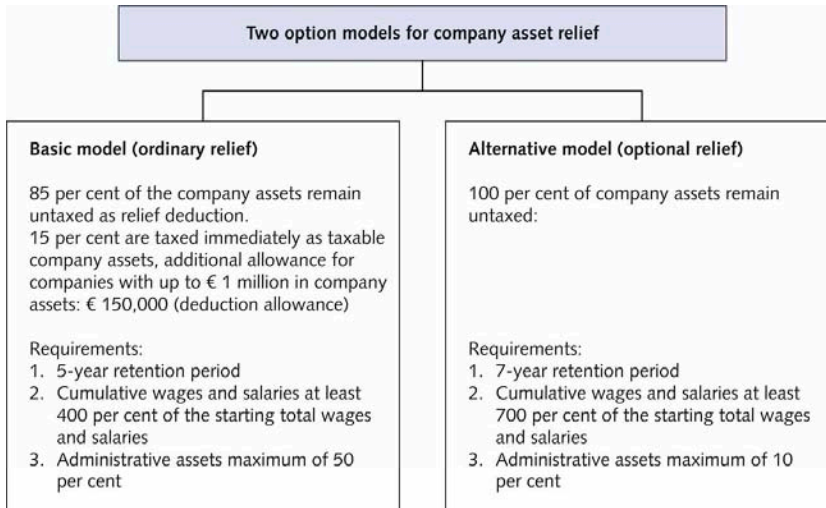 Two option models for company asset relief
Basic model (ordinary relief)
85 per cent of the company assets remain
untaxed as relief deduction.
15 per cent are taxed immediately as taxable
company assets, additional allowance for
companies with up to € 1 million in company
assets: € 150,000 (deduction allowance)
Requirements:
1. 5-year retention period
2. Cumulative wages and salaries at least
400 per cent of the starting total wages
and salaries
3. Administrative assets maximum of 50
per cent
Alternative model (optional relief)
100 per cent of company assets remain
untaxed:
Requirements:
1. 7-year retention period
2. Cumulative wages and salaries at least
700 per cent of the starting total wages
and salaries
3. Administrative assets maximum of 10
per cent